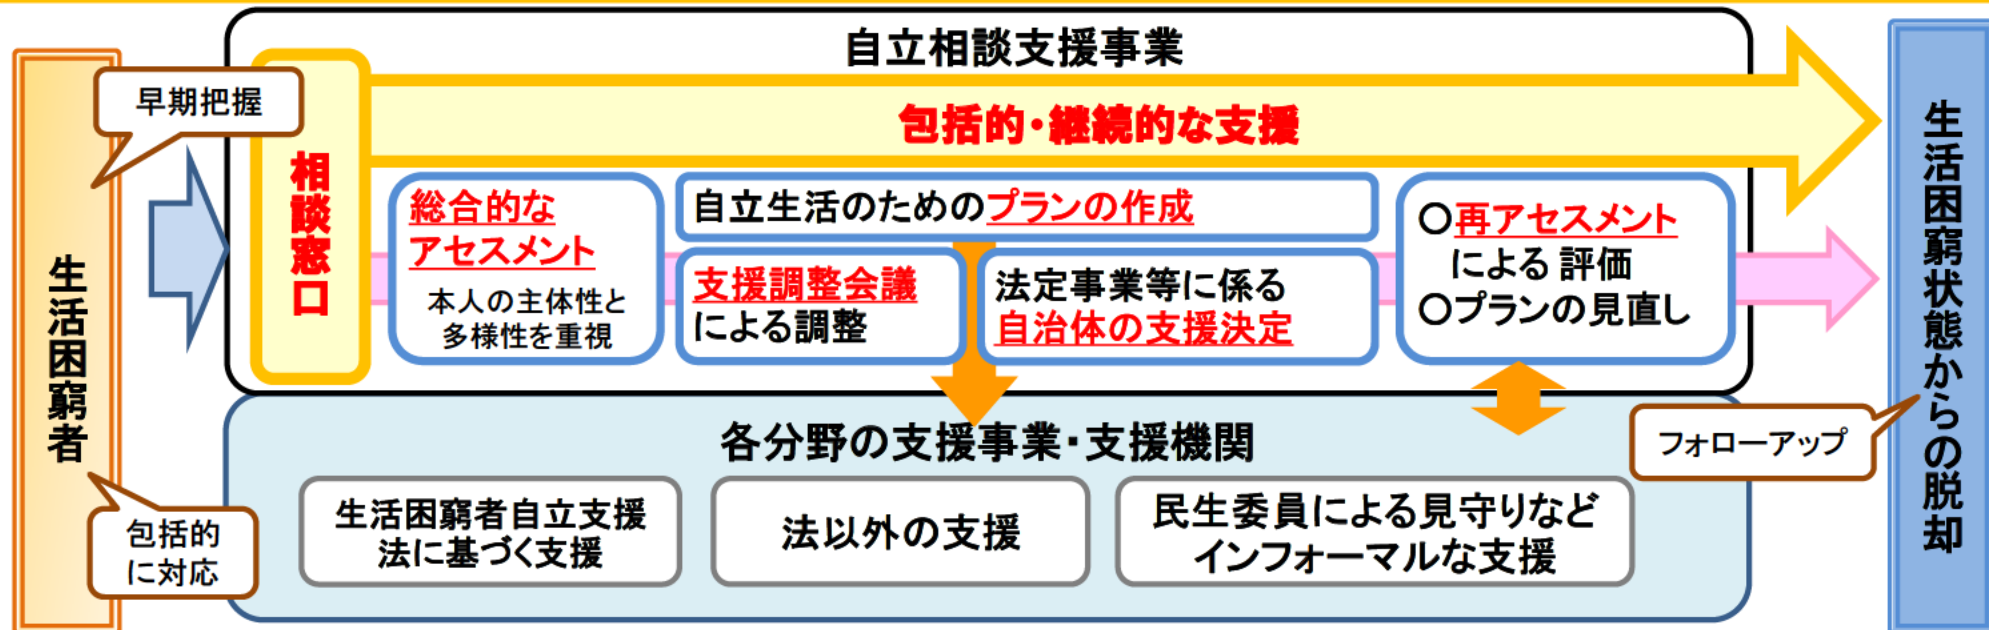 自立相談支援事業
早期把握
包括的・継続的な支援
生活困窮者
相談窓口
総合的な
アセスメント
本人の主体性と
多様性を重視
自立生活のためのプランの作成
支援調整会議
による調整
法定事業等に係る
自治体の支援決定
〇再アセスメント
による 評価
〇プランの見直し
生活困窮状態からの脱却
包括的
に対応
各分野の支援事業・支援機関
フォローアップ
生活困窮者自立支援
法に基づく支援
法以外の支援
民生委員による見守りなど
インフォーマルな支援